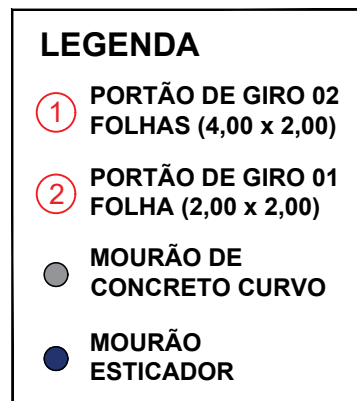 LEGENDA
1 PORTÃO DE GIRO 02
FOLHAS (4,00 x 2,00)
2 PORTÃO DE GIRO 01
FOLHA (2,00 x 2,00)
MOURÃO DE
CONCRETO CURVO
MOURÃO
ESTICADOR